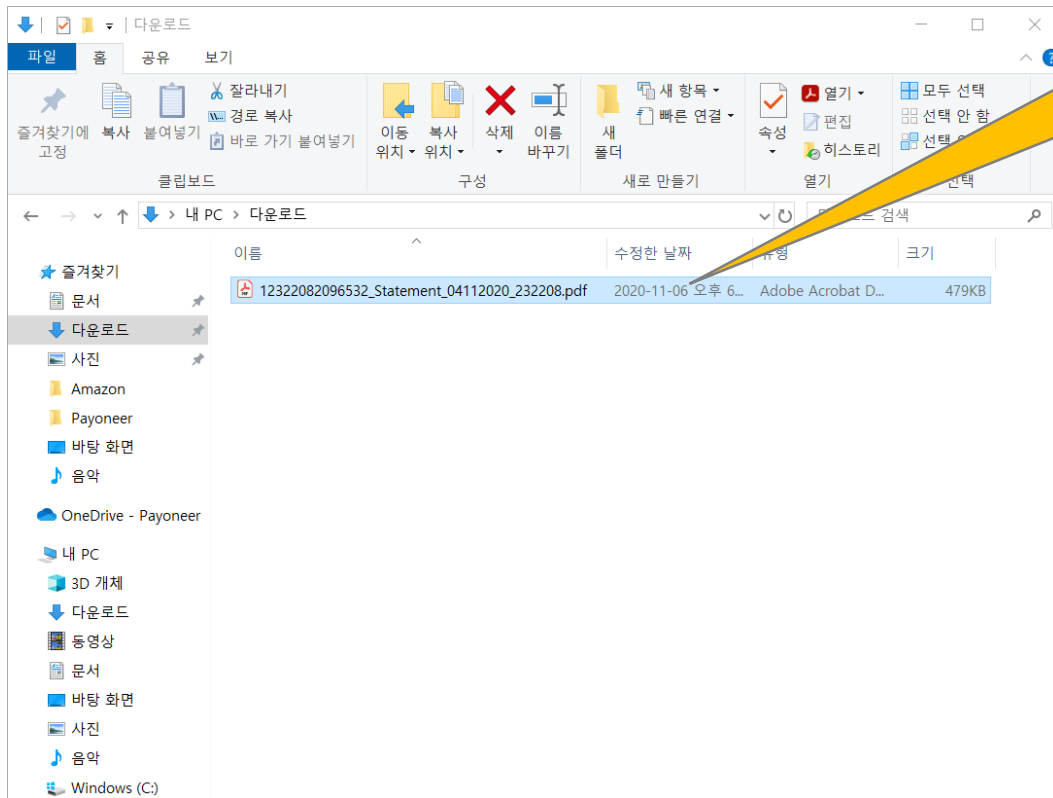 다운로드
파일 홈 공유 보기
즐겨찾기에 고정
복사
붙여넣기
잘라내기
경로 복사
바로 가기 붙여넣기
클립보드
이동 위치
복사 위치
삭제
이름 바꾸기
구성
새 폴더
새 항목
빠른 연결
새로 만들기
속성
열기
편집
히스토리
열기
모두 선택
선택 안 함
선택
선택
내 PC > 다운로드
검색
이름 수정한 날짜 유형 크기
12322082096532_Statement_04112020_232208.pdf 2020-11-06 오후 6... Adobe Acrobat D... 479KB
즐겨찾기
문서
다운로드
사진
Amazon
Payoneer
바탕 화면
음악
OneDrive - Payoneer
내 PC
3D 개체
다운로드
동영상
문서
바탕 화면
사진
음악
Windows (C:)